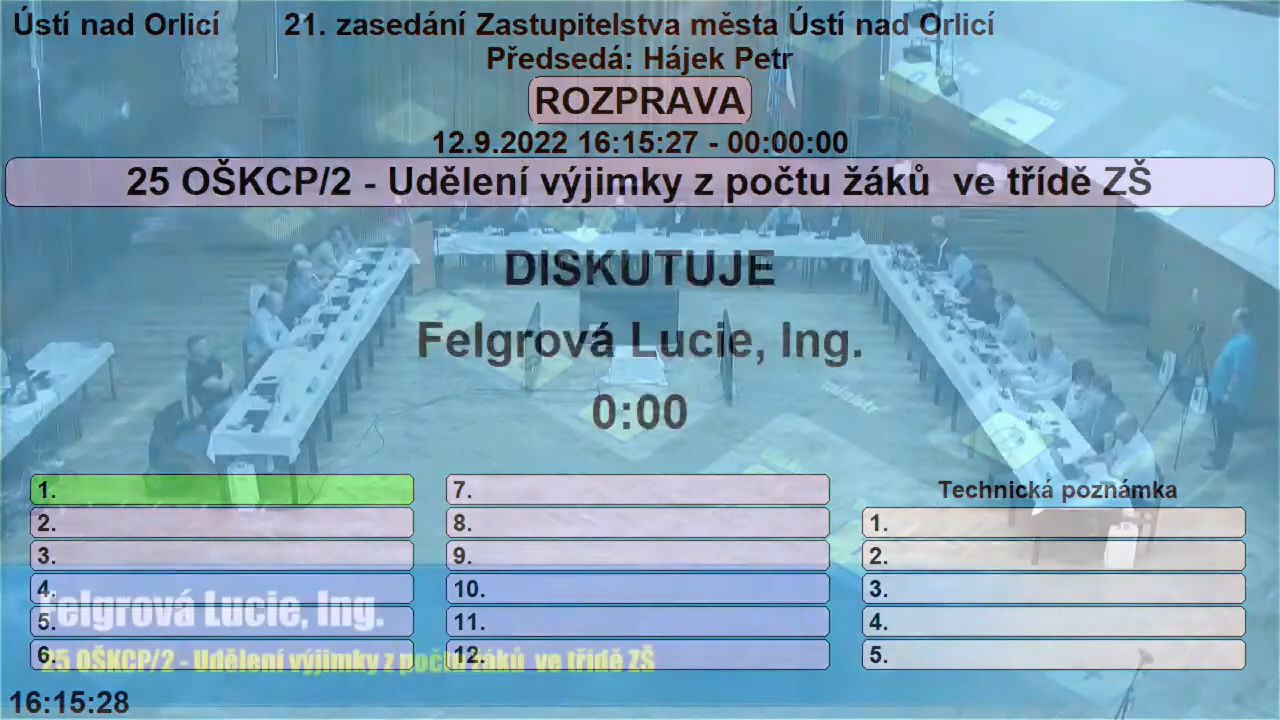 Ústí nad Orlicí
21. zasedání Zastupitelstva města Ústí nad Orlicí
Předsedá: Hájek Petr
ROZPRAVA
12.9.2022 16:15:27 - 00:00:00
25 OŠKCP/2 - Udělení výjimky z počtu žáků ve třídě ZŠ
DISKUTUJE
Felgrová Lucie, Ing.
0:00
1.
2.
3.
4.
5.
6.
7.
8.
9.
10.
11.
12.
Technická poznámka
1.
2.
3.
4.
5.
Felgrová Lucie, Ing.
25 OŠKCP/2 - Udělení výjimky z počtu žáků ve třídě ZŠ
16:15:28